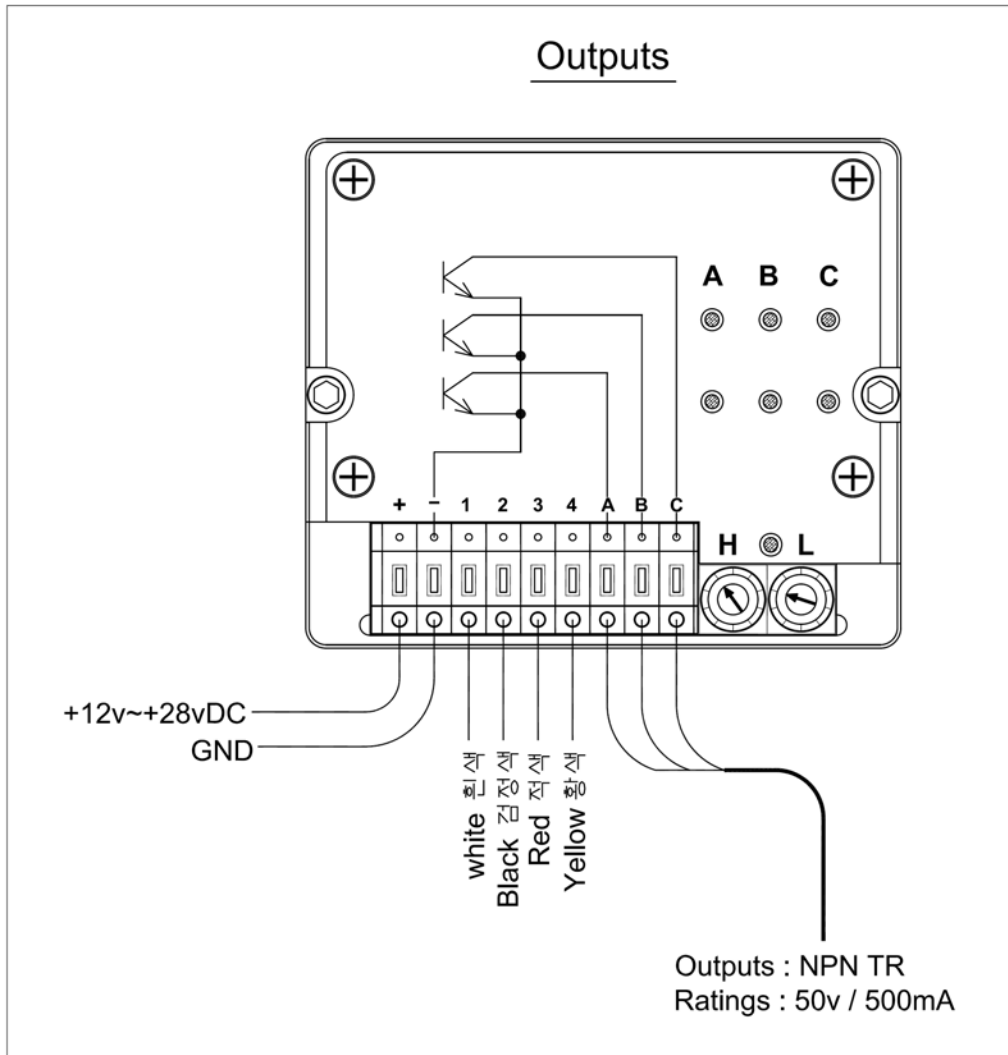 Outputs
A B C
+ − 1 2 3 4 A B C
H L
+12v~+28vDC
GND
white 흰색
Black 검정색
Red 적색
Yellow 황색
Outputs : NPN TR
Ratings : 50v / 500mA